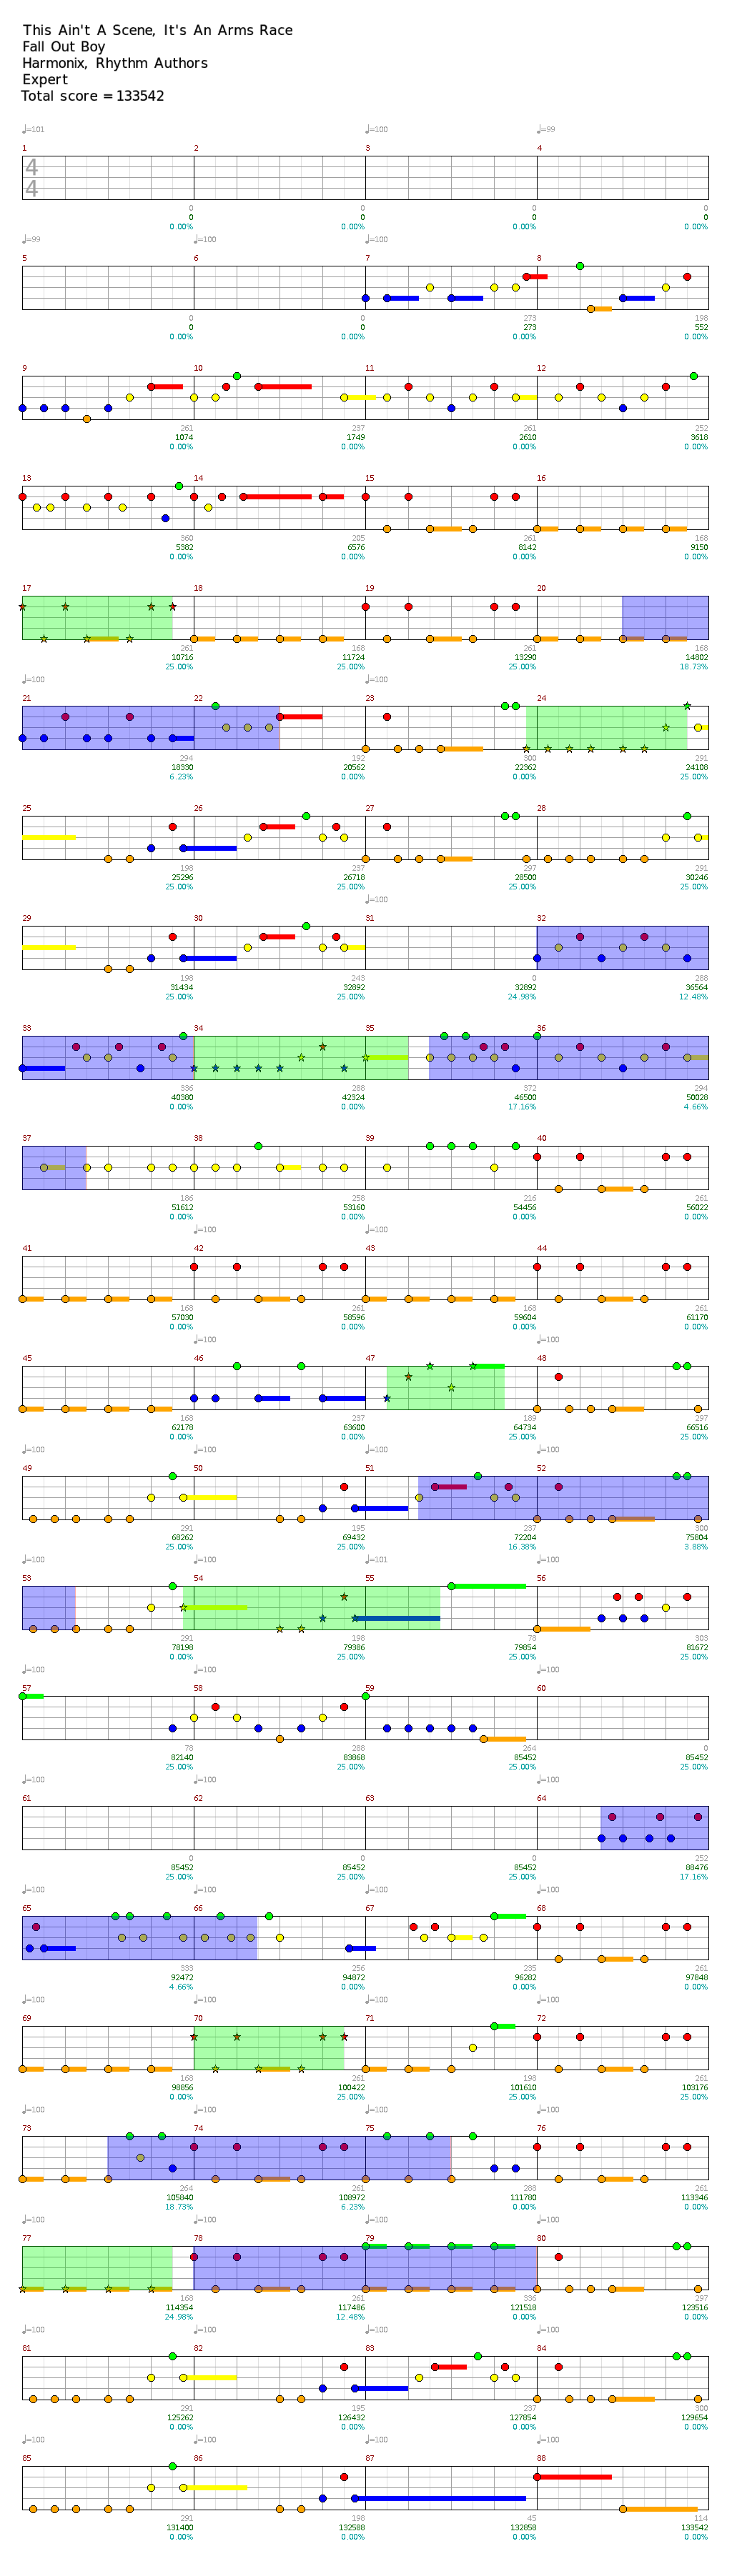 This Ain't A Scene, It's An Arms Race
Fall Out Boy
Harmonix, Rhythm Authors
Expert
Total score = 133542
♩=101 ♩=100 ♩=99
1 2 3 4
4
4
0 0 0 0
0 0 0 0
0.00% 0.00% 0.00% 0.00%
♩=99 ♩=100 ♩=100
5 6 7 8
0 0 273 198
0 0 273 552
0.00% 0.00% 0.00% 0.00%
9 10 11 12
261 237 261 252
1074 1749 2610 3618
0.00% 0.00% 0.00% 0.00%
13 14 15 16
360 205 261 168
5382 6576 8142 9150
0.00% 0.00% 0.00% 0.00%
17 18 19 20
261 168 261 168
10716 11724 13290 14802
25.00% 25.00% 25.00% 18.73%
♩=100
21 22 23 24
294 192 300 291
18330 20562 22362 24108
6.23% 0.00% 0.00% 25.00%
25 26 27 28
198 237 297 291
25296 26718 28500 30246
25.00% 25.00% 25.00% 25.00%
♩=100
29 30 31 32
198 243 0 288
31434 32892 32892 36564
25.00% 25.00% 24.98% 12.48%
33 34 35 36
336 288 372 294
40380 42324 46500 50028
0.00% 0.00% 17.16% 4.66%
37 38 39 40
186 258 216 261
51612 53160 54456 56022
0.00% 0.00% 0.00% 0.00%
♩=100 ♩=100
41 42 43 44
168 261 168 261
57030 58596 59604 61170
0.00% 0.00% 0.00% 0.00%
♩=100 ♩=100
45 46 47 48
168 237 189 297
62178 63600 64734 66516
0.00% 0.00% 25.00% 25.00%
♩=100 ♩=100 ♩=100 ♩=100
49 50 51 52
291 195 237 300
68262 69432 72204 75804
25.00% 25.00% 16.38% 3.88%
♩=100 ♩=100 ♩=101 ♩=100
53 54 55 56
291 198 78 303
78198 79386 79854 81672
0.00% 25.00% 25.00% 25.00%
♩=100 ♩=100 ♩=100 ♩=100
57 58 59 60
78 288 264 0
82140 83868 85452 85452
25.00% 25.00% 25.00% 25.00%
♩=100 ♩=100 ♩=100 ♩=100
61 62 63 64
0 0 0 252
85452 85452 85452 88476
25.00% 25.00% 25.00% 17.16%
♩=100 ♩=100 ♩=100 ♩=100
65 66 67 68
333 256 235 261
92472 94872 96282 97848
4.66% 0.00% 0.00% 0.00%
♩=100 ♩=100 ♩=100 ♩=100
69 70 71 72
168 261 198 261
98856 100422 101610 103176
0.00% 25.00% 25.00% 25.00%
♩=100 ♩=100 ♩=100 ♩=100
73 74 75 76
264 261 288 261
105840 108972 111780 113346
18.73% 6.23% 0.00% 0.00%
♩=100 ♩=100 ♩=100 ♩=100
77 78 79 80
168 261 336 297
114354 117486 121518 123516
24.98% 12.48% 0.00% 0.00%
♩=100 ♩=100 ♩=100 ♩=100
81 82 83 84
291 195 237 300
125262 126432 127854 129654
0.00% 0.00% 0.00% 0.00%
♩=100 ♩=100 ♩=100 ♩=100
85 86 87 88
291 198 45 114
131400 132588 132858 133542
0.00% 0.00% 0.00% 0.00%